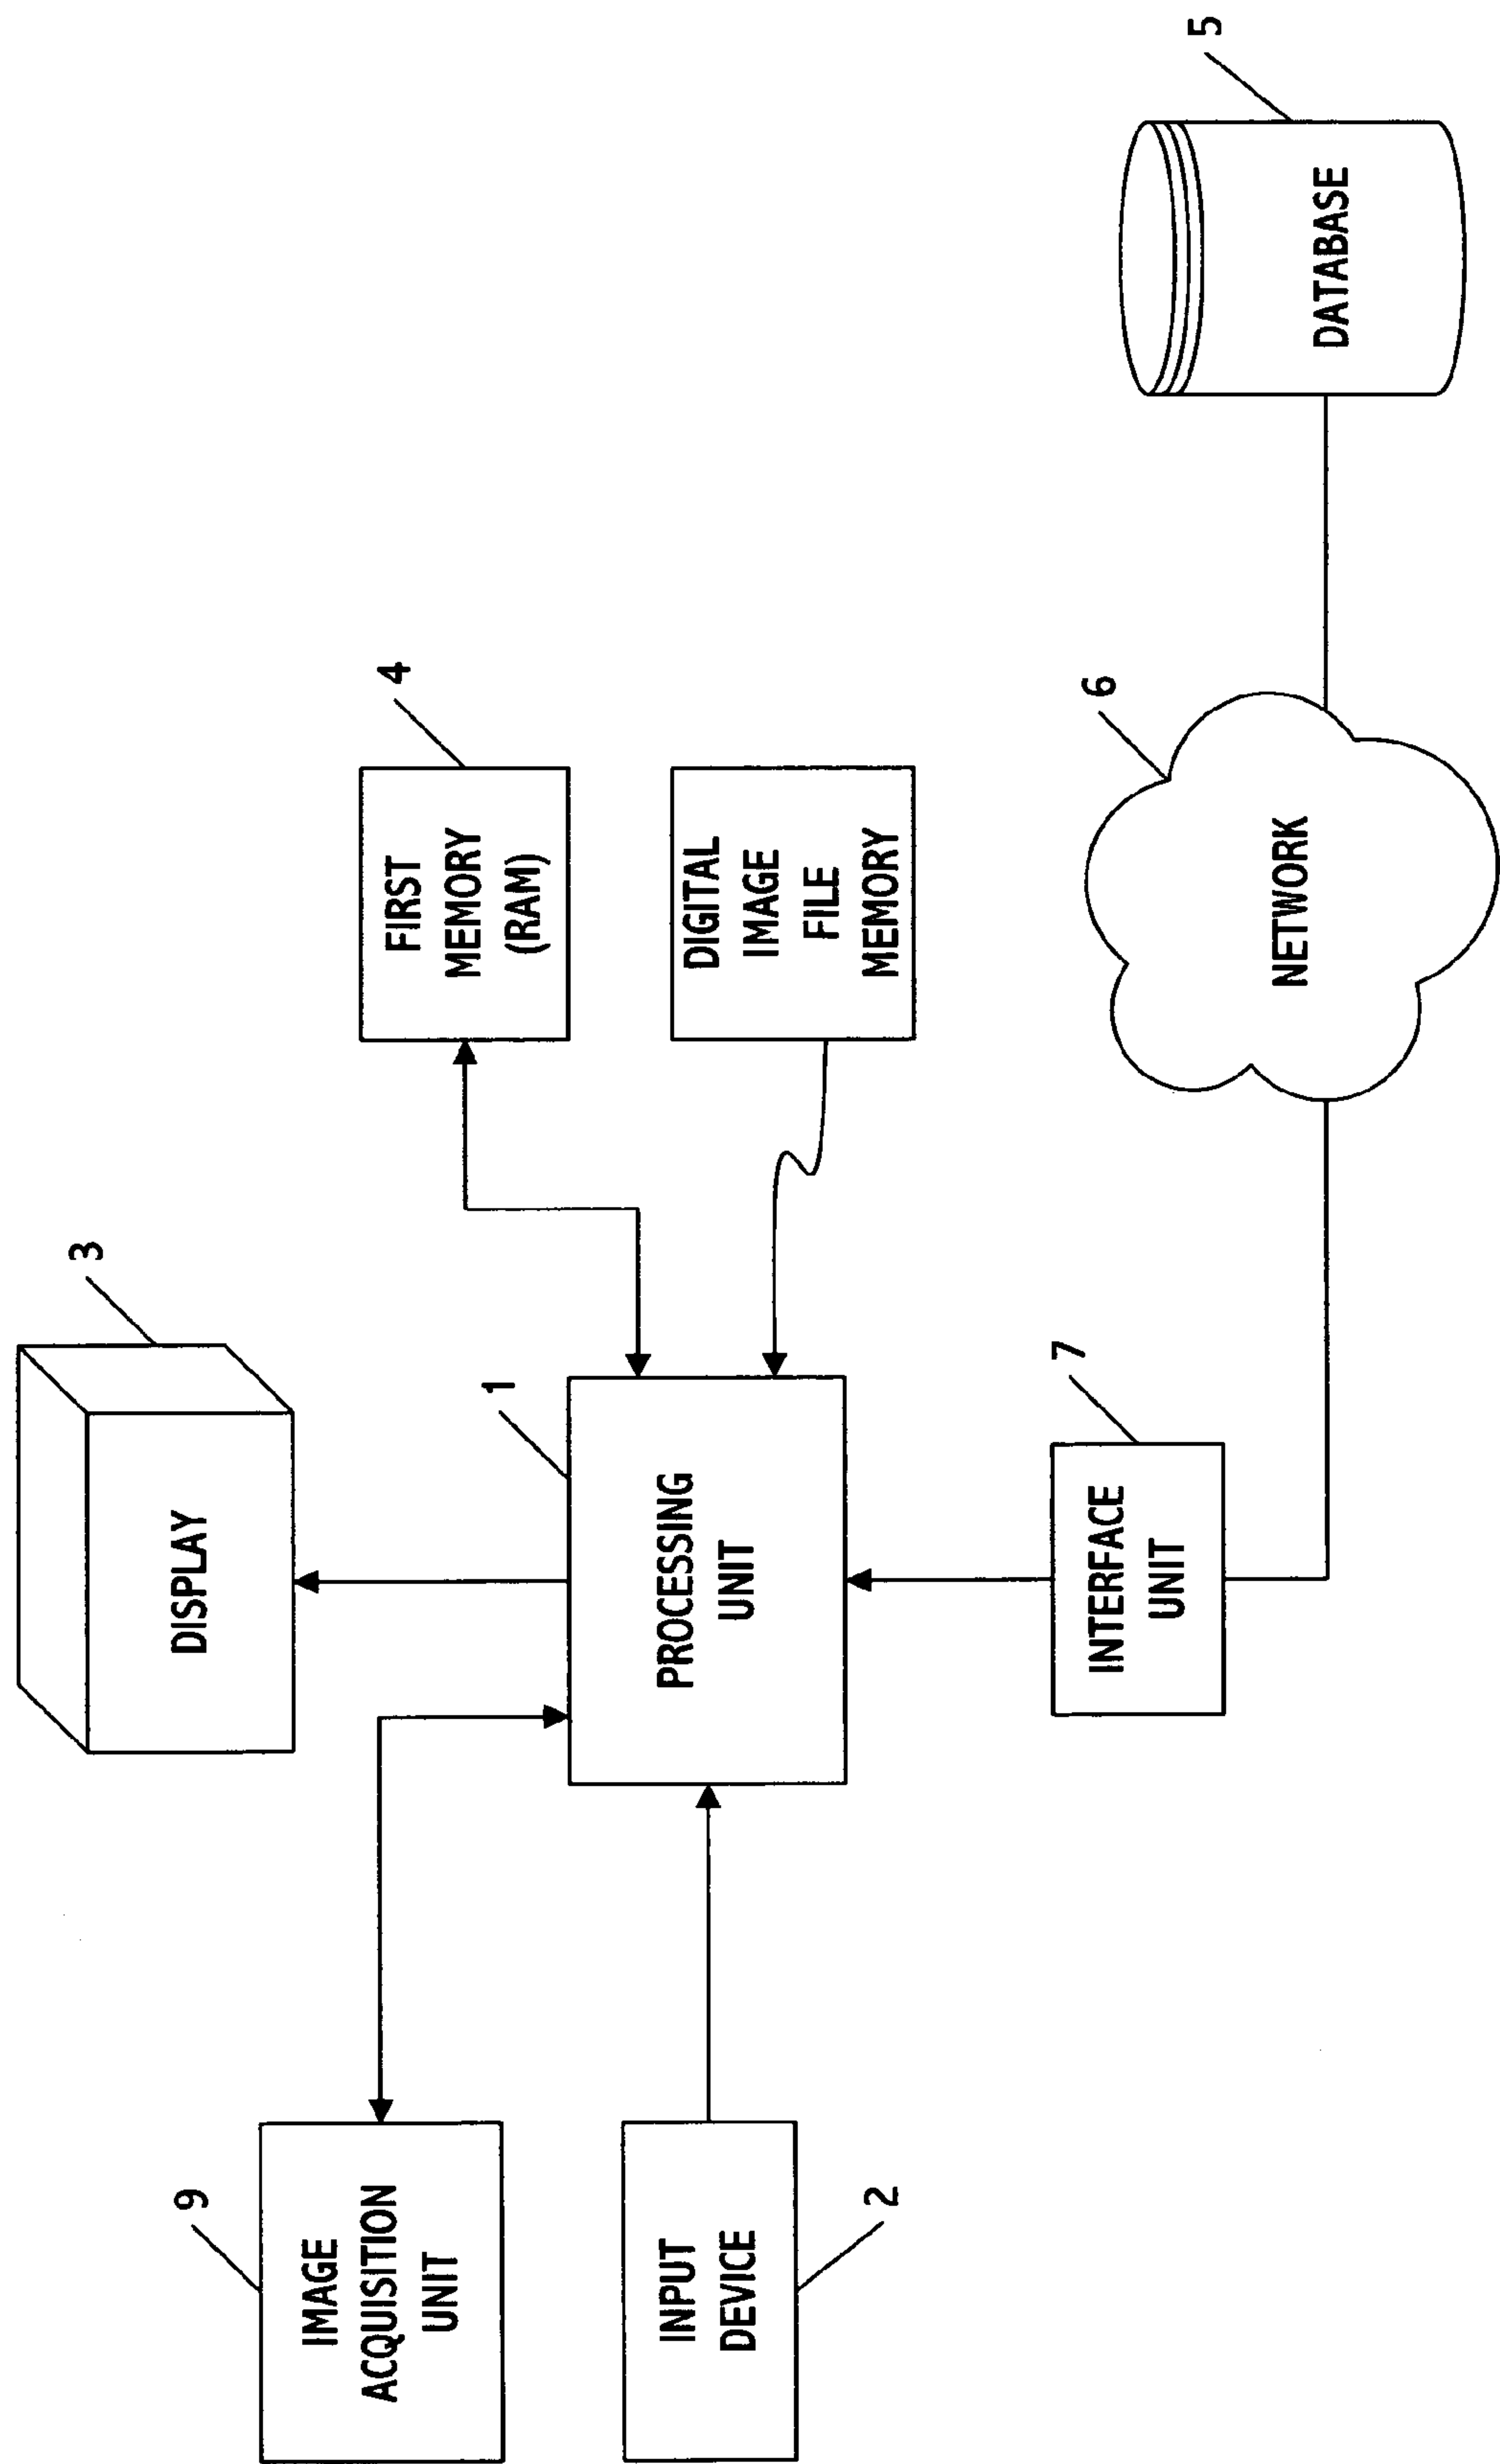 3
DISPLAY
9
IMAGE
ACQUISITION
UNIT
4
FIRST
MEMORY
(RAM)
1
PROCESSING
UNIT
INPUT
DEVICE
2
DIGITAL
IMAGE
FILE
MEMORY
7
INTERFACE
UNIT
6
NETWORK
5
DATABASE